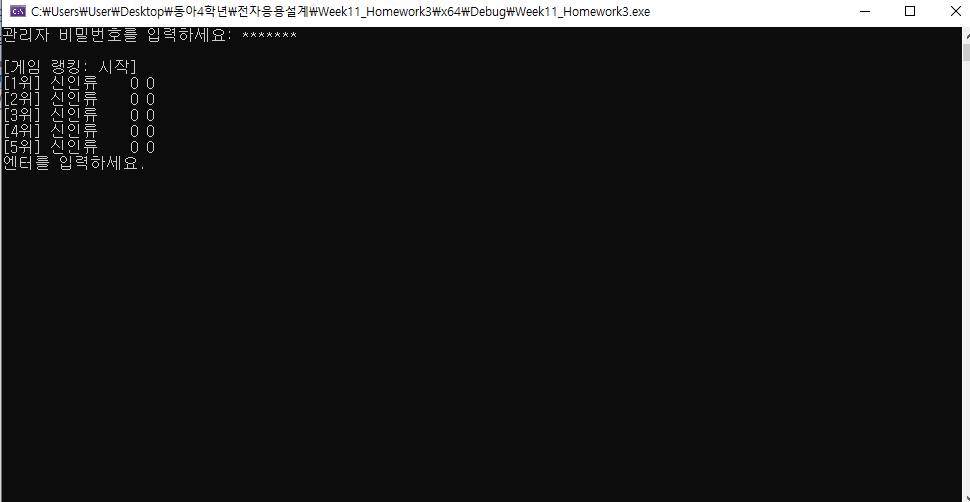 C:\Users\User\Desktop\동아4학년\전자응용설계\Week11_Homework3\x64\Debug\Week11_Homework3.exe
관리자 비밀번호를 입력하세요: *******
[게임 랭킹: 시작]
[1위] 신인류    0 0
[2위] 신인류    0 0
[3위] 신인류    0 0
[4위] 신인류    0 0
[5위] 신인류    0 0
엔터를 입력하세요.